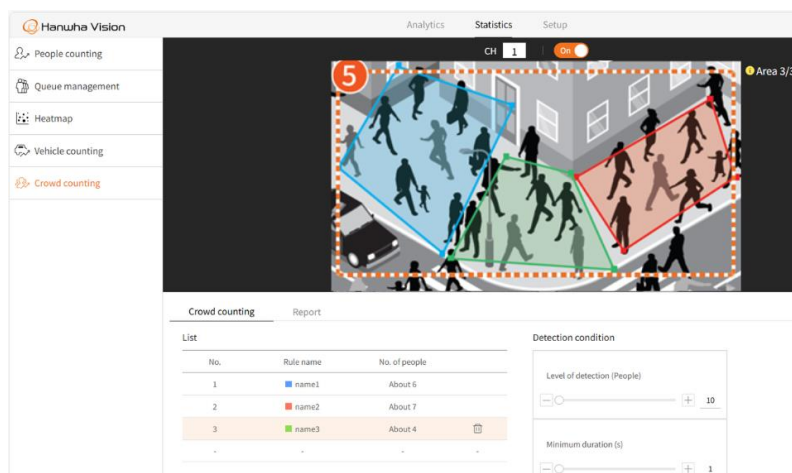 Hanwha Vision
Analytics Statistics Setup
People counting
Queue management
Heatmap
Vehicle counting
Crowd counting
CH 1 On
5
Area 3/3
Crowd counting Report
List
No. Rule name No. of people
1 name1 About 6
2 name2 About 7
3 name3 About 4
- - - -
Detection condition
Level of detection (People)
10
Minimum duration (s)
1